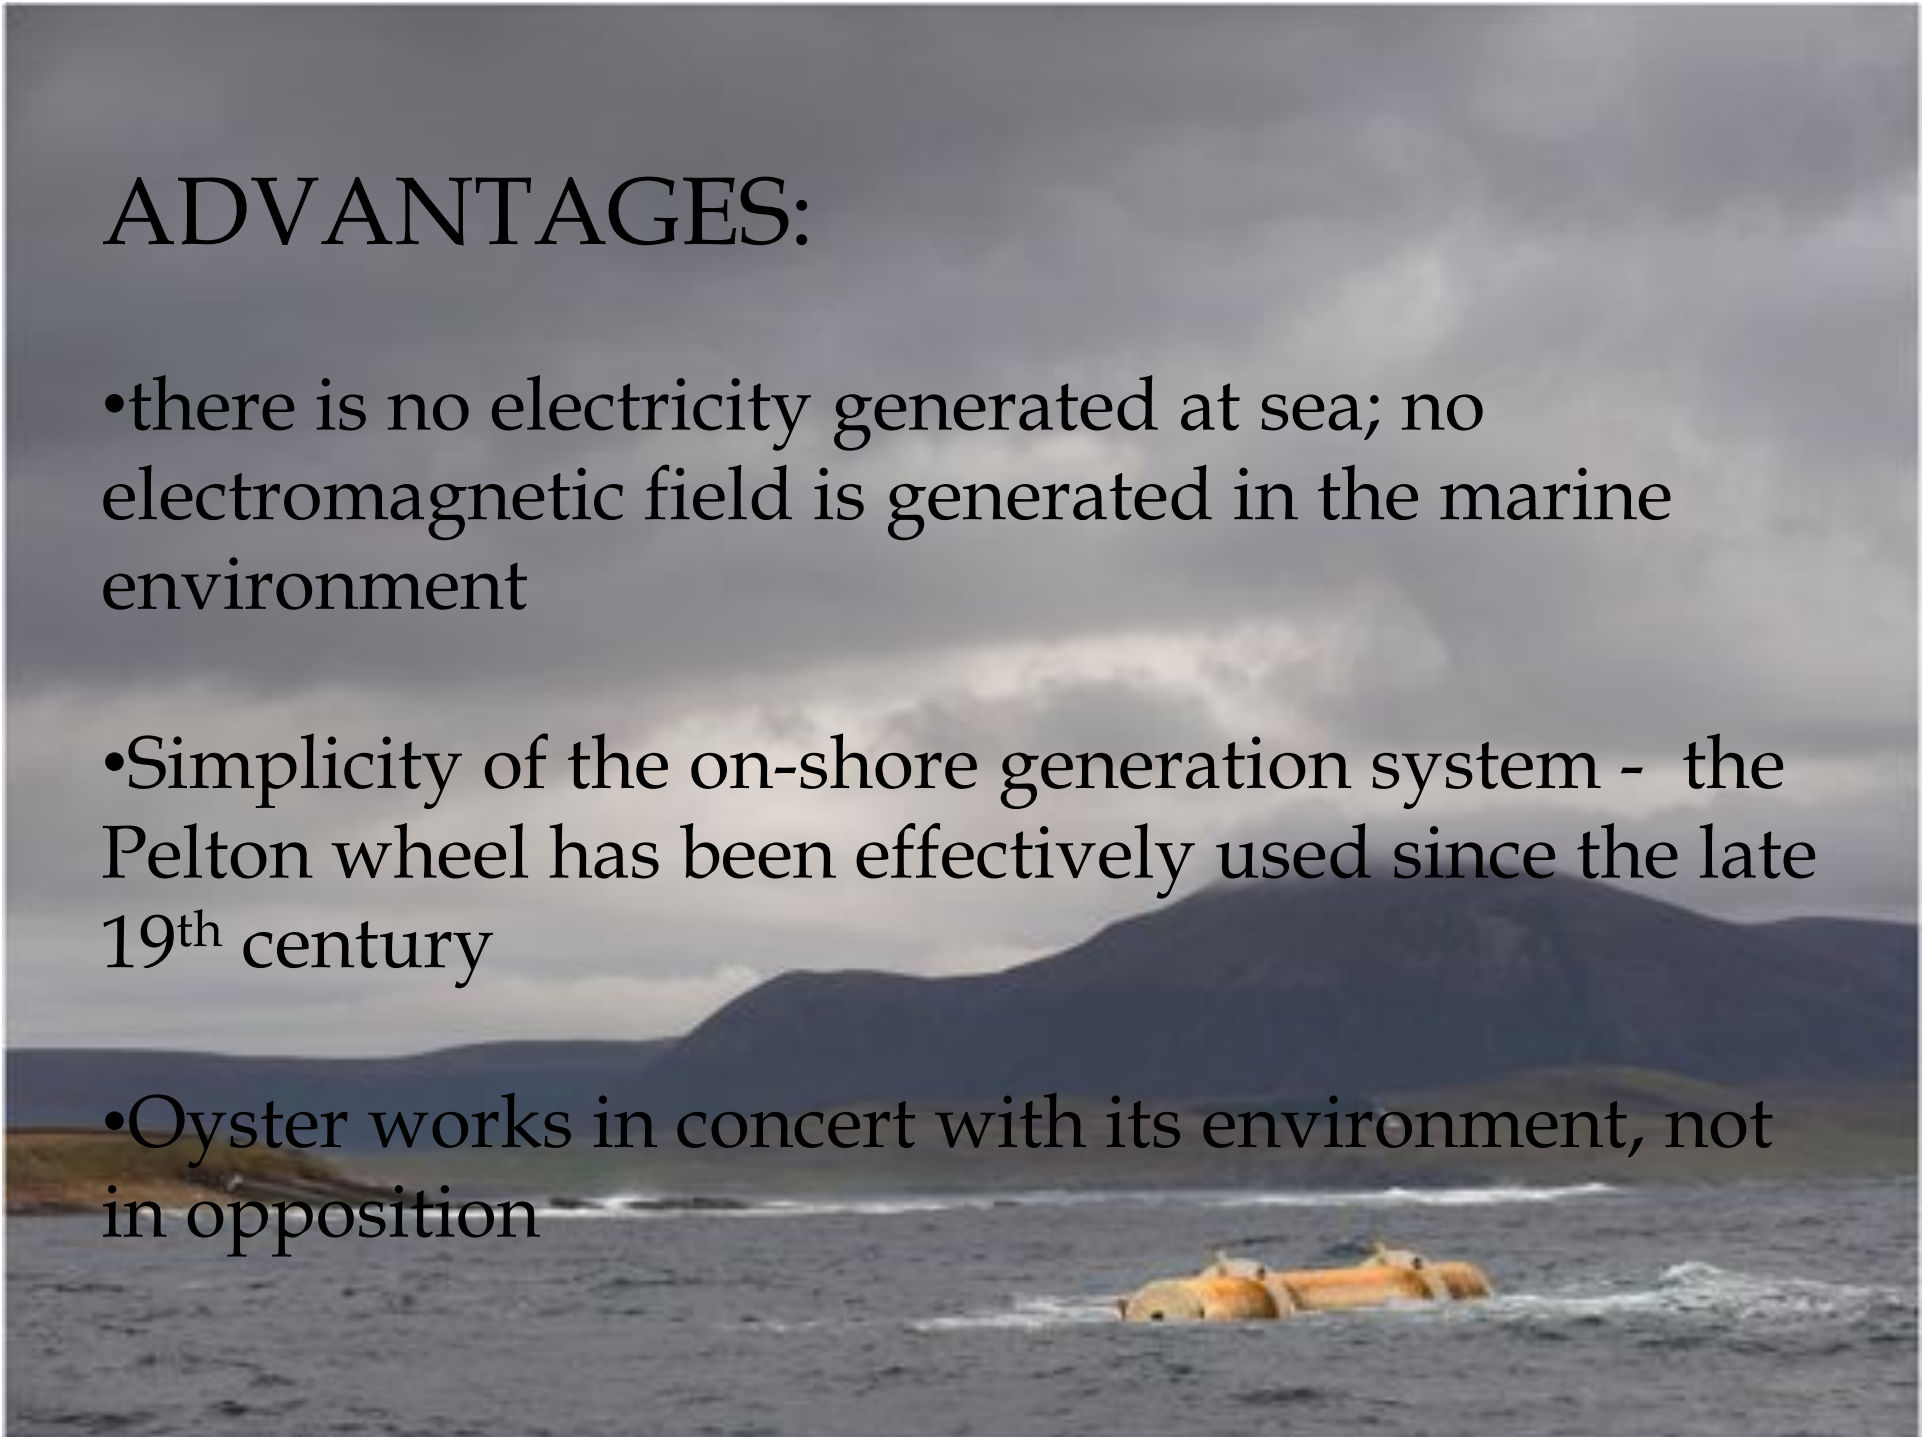 ADVANTAGES:
•there is no electricity generated at sea; no
electromagnetic field is generated in the marine
environment
•Simplicity of the on-shore generation system -  the
Pelton wheel has been effectively used since the late
19th century
•Oyster works in concert with its environment, not
in opposition